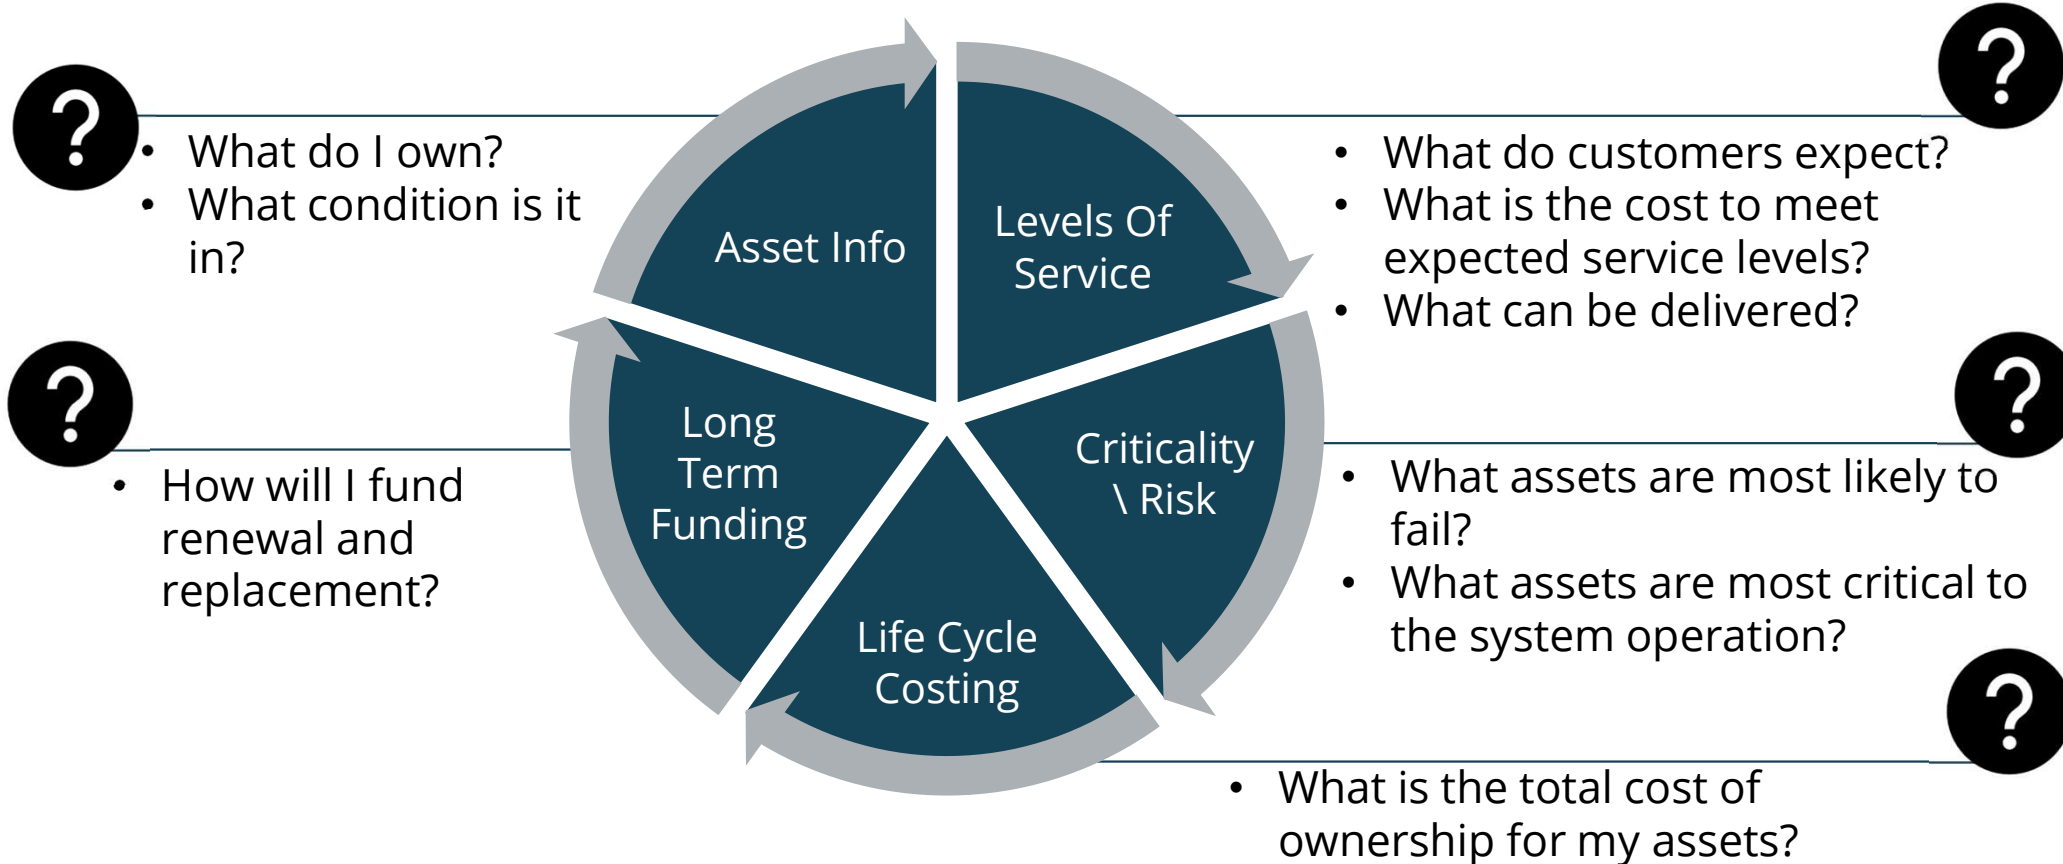 ?
• What do I own?
• What condition is it
in?
Asset Info
Levels Of
Service
?
• What do customers expect?
• What is the cost to meet
expected service levels?
• What can be delivered?
?
• How will I fund
renewal and
replacement?
Long
Term
Funding
Criticality
\ Risk
?
• What assets are most likely to
fail?
• What assets are most critical to
the system operation?
Life Cycle
Costing
?
• What is the total cost of
ownership for my assets?